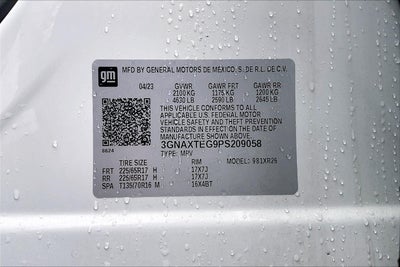 gm
MFD BY GENERAL MOTORS DE MEXICO, S. DE R.L. DE C.V.
04/23 GVWR GAWR FRT GAWR RR
2100 KG 1175 KG 1200 KG
4630 LB 2590 LB 2645 LB
THIS VEHICLE CONFORMS TO ALL
APPLICABLE U.S. FEDERAL MOTOR
VEHICLE SAFETY AND THEFT PREVENTION
STANDARDS IN EFFECT ON THE DATE OF
MANUFACTURE SHOWN ABOVE.
3GNAXTEG9PS209058
8624 TYPE: MPV MODEL: 981XR26
TIRE SIZE RIM
FRT 225/65R17 H 17X7J
RR 225/65R17 H 17X7J
SPA T135/70R16 M 16X4BT